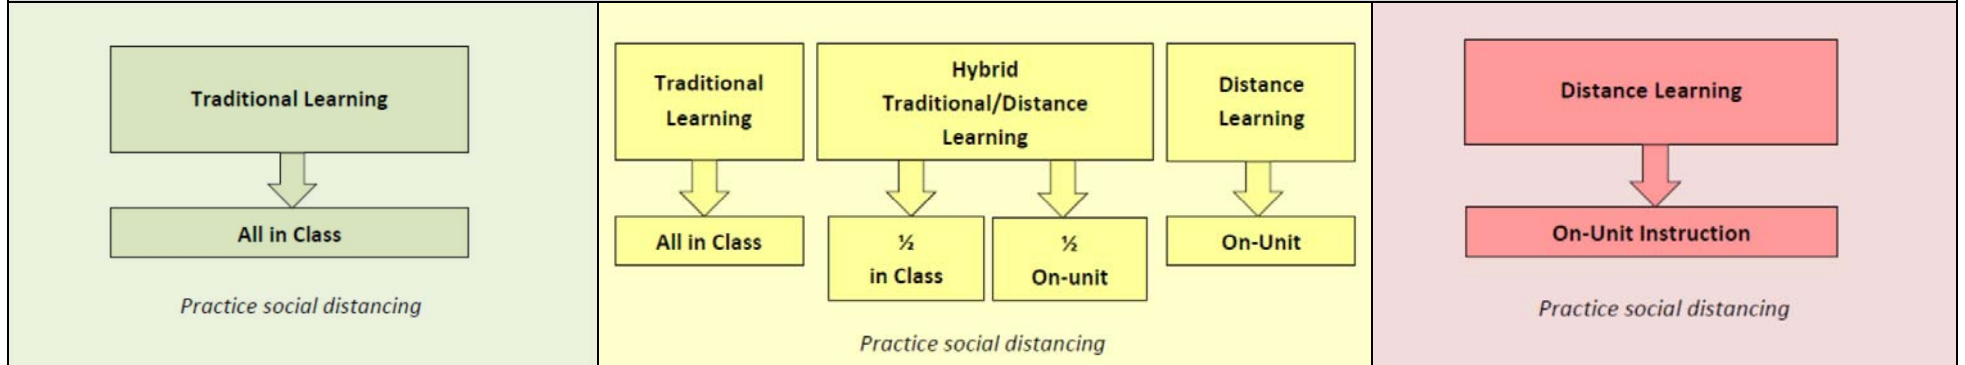 Traditional Learning
All in Class
Practice social distancing
Traditional
Learning
All in Class
Hybrid
Traditional/Distance
Learning
½
in Class
½
On-unit
Distance
Learning
On-Unit
Practice social distancing
Distance Learning
On-Unit Instruction
Practice social distancing